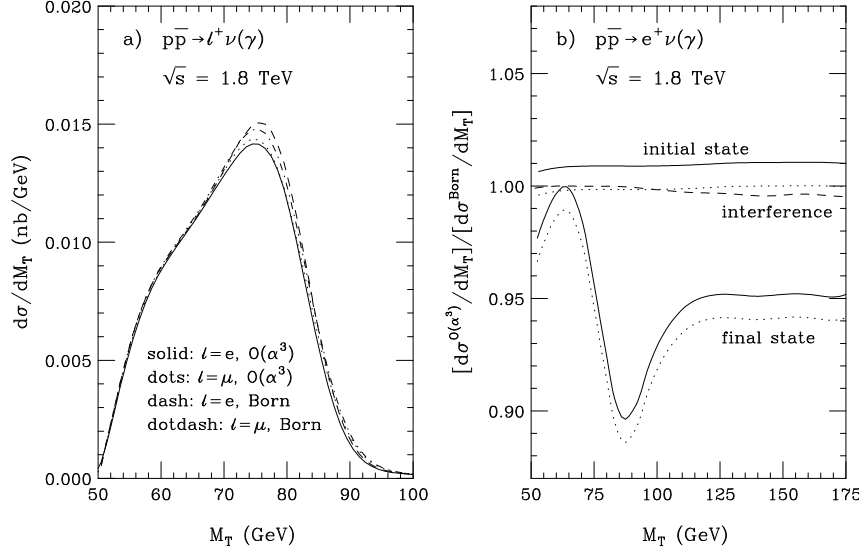 a) pp̅→l⁺ν(γ)
√s = 1.8 TeV
dσ/dM_T (nb/GeV)
0.020
0.015
0.010
0.005
0.000
solid: l=e, O(α³)
dots: l=μ, O(α³)
dash: l=e, Born
dotdash: l=μ, Born
50 60 70 80 90 100
M_T (GeV)
b) pp̅→e⁺ν(γ)
√s = 1.8 TeV
[dσ^O(α³)/dM_T]/[dσ^Born/dM_T]
1.05
1.00
0.95
0.90
initial state
interference
final state
50 75 100 125 150 175
M_T (GeV)